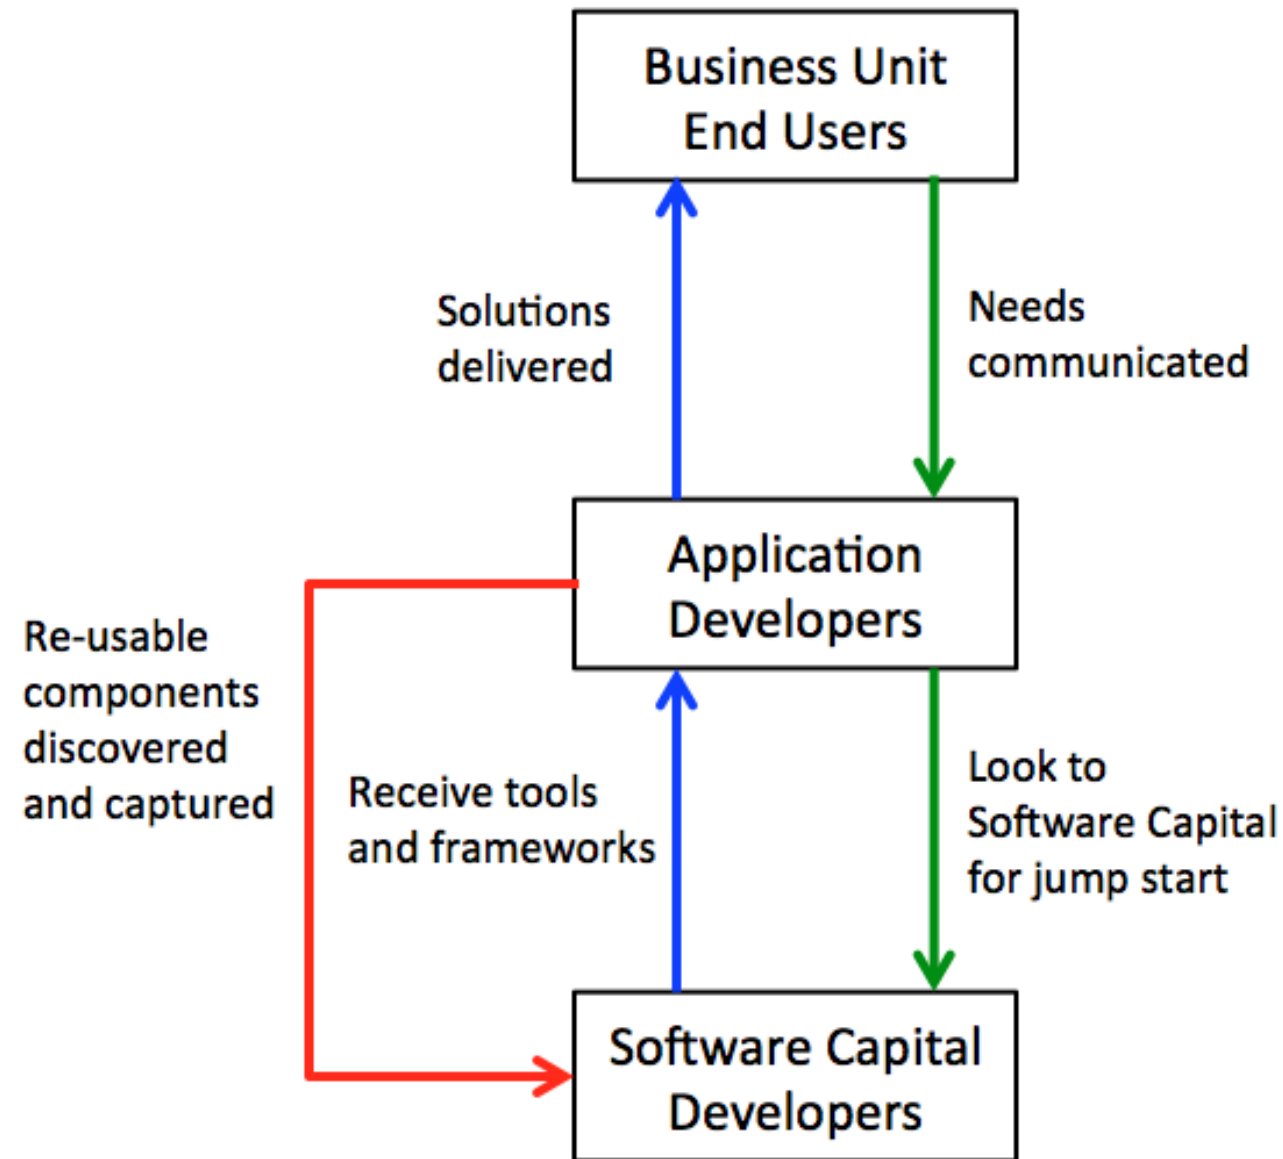 Business Unit
End Users
Solutions
delivered
Needs
communicated
Application
Developers
Re-usable
components
discovered
and captured
Receive tools
and frameworks
Look to
Software Capital
for jump start
Software Capital
Developers